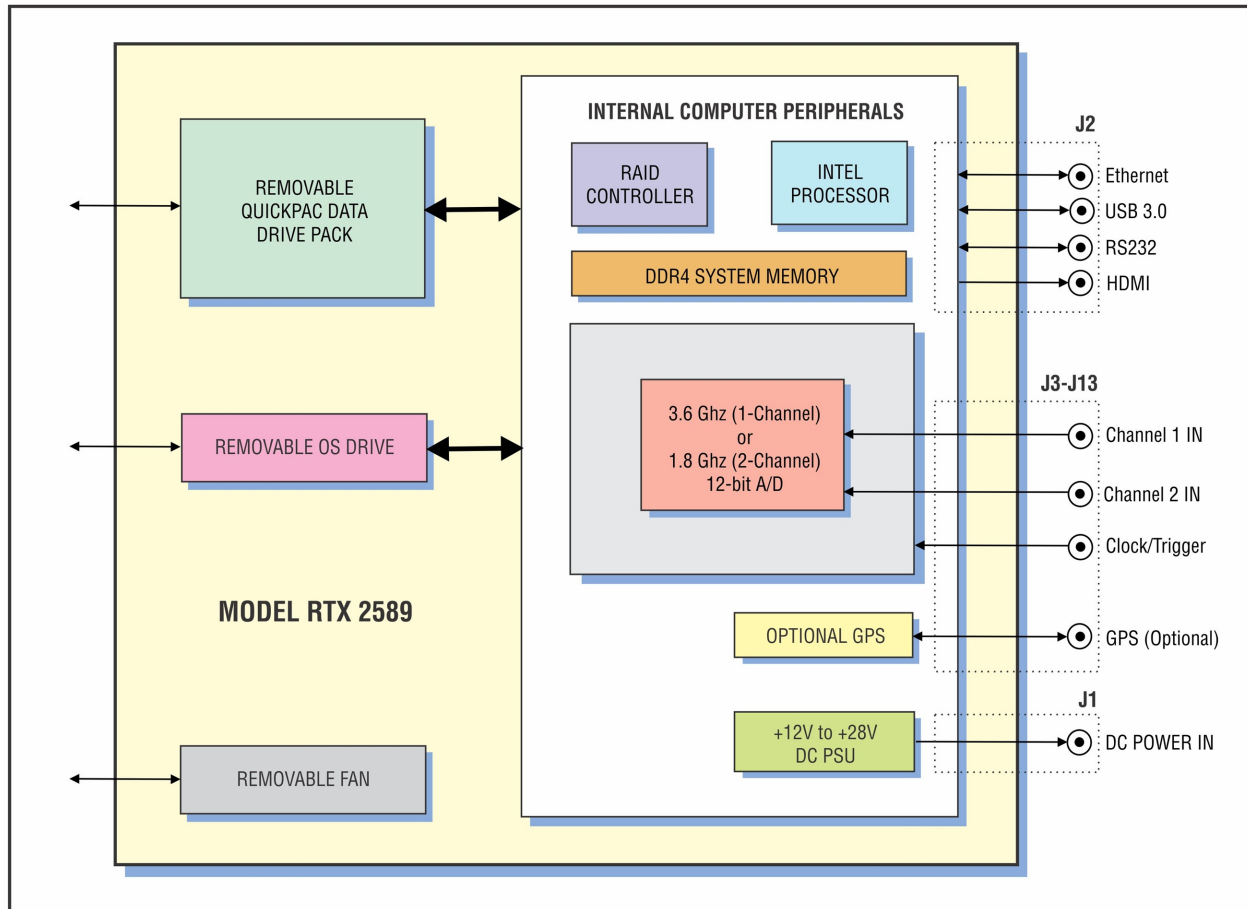 INTERNAL COMPUTER PERIPHERALS
REMOVABLE
QUICKPAC DATA
DRIVE PACK
RAID
CONTROLLER
INTEL
PROCESSOR
DDR4 SYSTEM MEMORY
J2
Ethernet
USB 3.0
RS232
HDMI
REMOVABLE OS DRIVE
3.6 Ghz (1-Channel)
or
1.8 Ghz (2-Channel)
12-bit A/D
J3-J13
Channel 1 IN
Channel 2 IN
Clock/Trigger
GPS (Optional)
MODEL RTX 2589
OPTIONAL GPS
J1
+12V to +28V
DC PSU
DC POWER IN
REMOVABLE FAN